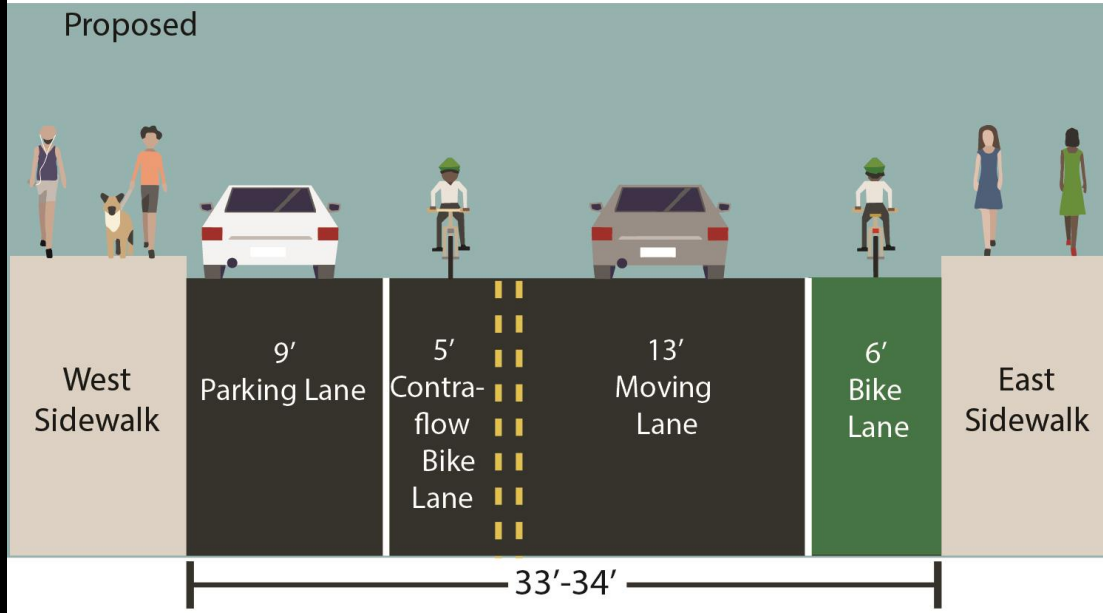 Proposed
West
Sidewalk
9′
Parking Lane
5′
Contra-
flow
Bike
Lane
13′
Moving
Lane
6′
Bike
Lane
East
Sidewalk
33′-34′